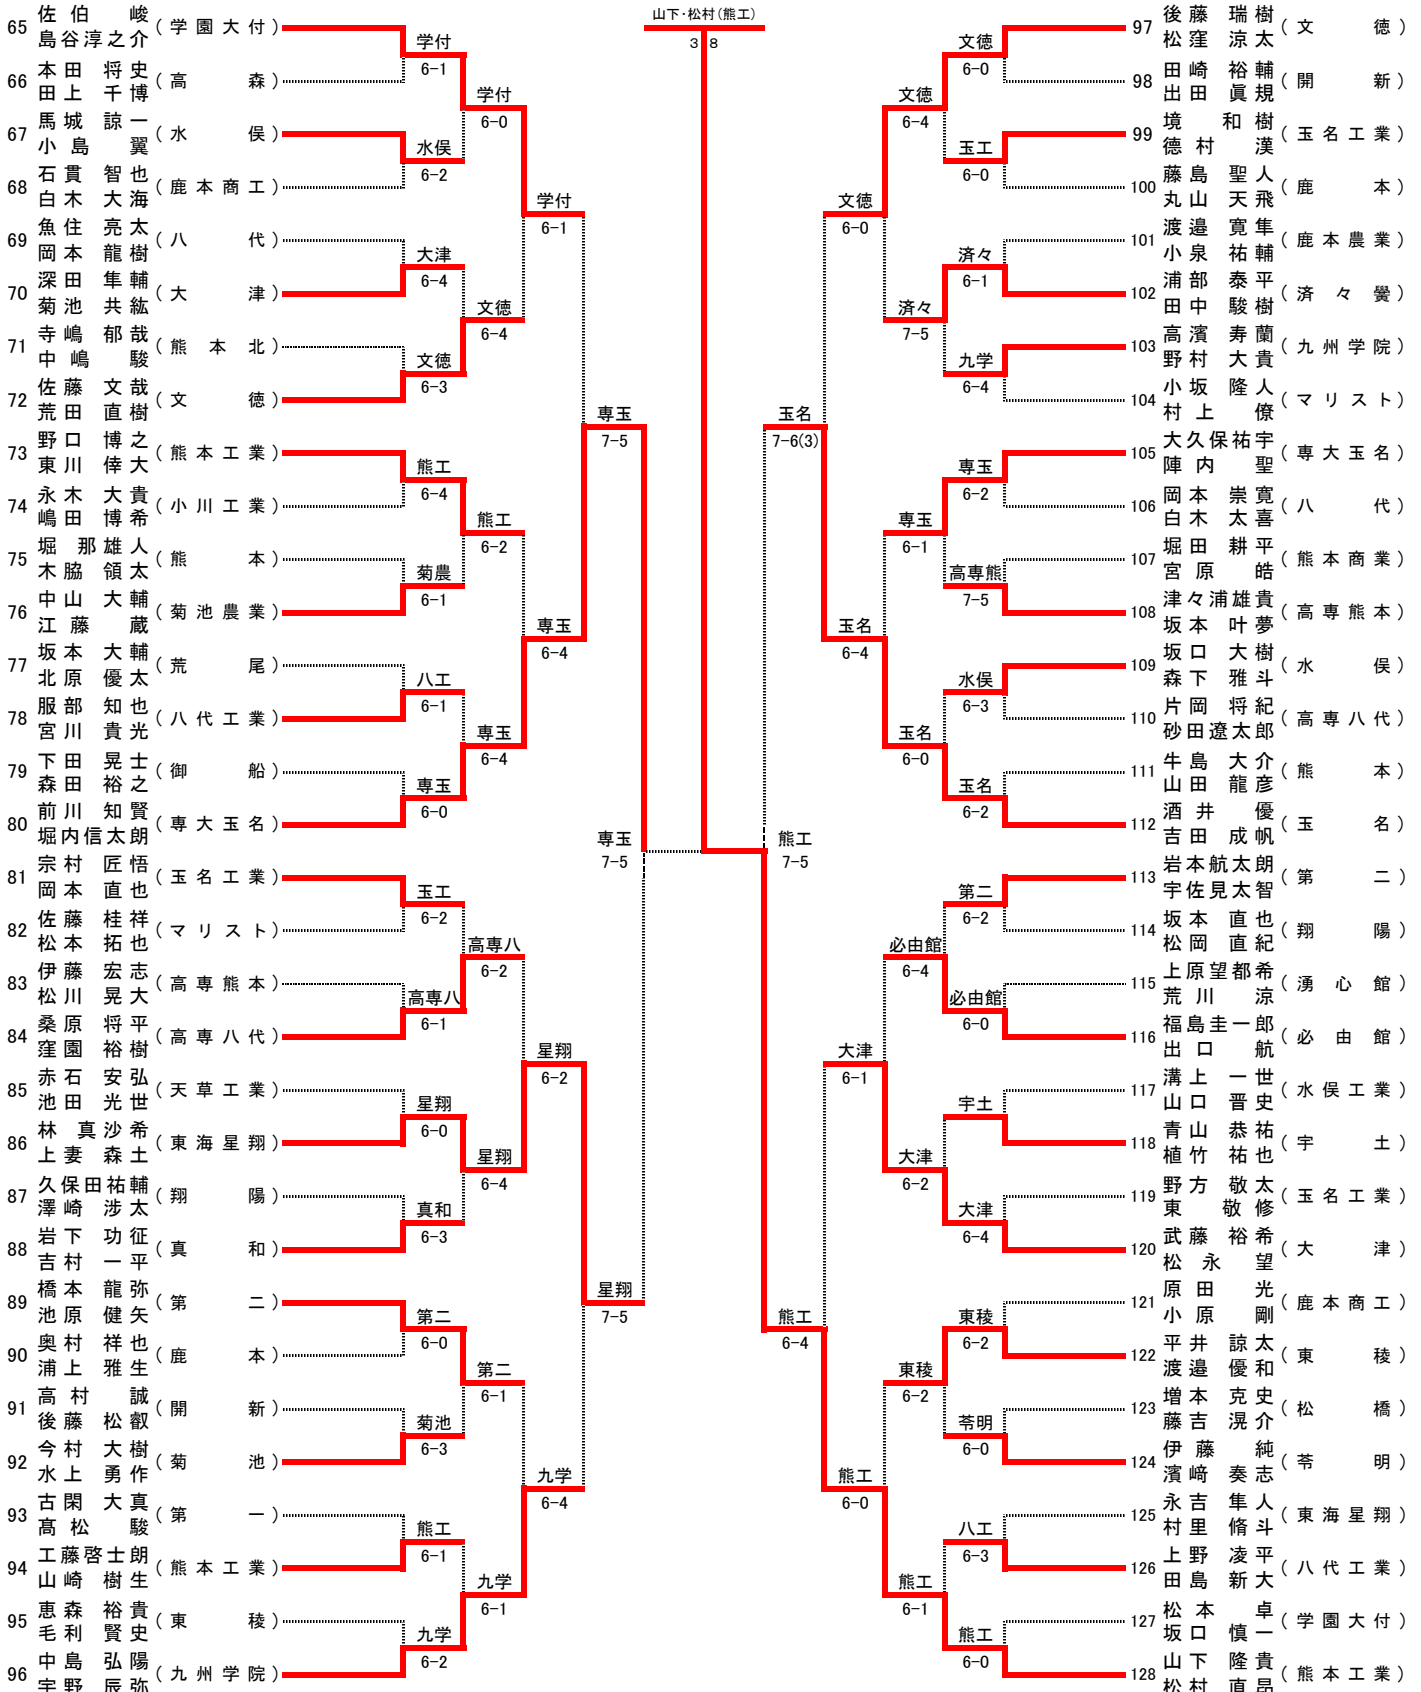 山下・松村(熊工)
3 8
65 佐伯 峻 島谷淳之介 (学園大付)
66 本田 将史 田上 千博 (高森)
67 馬城 諒一 小島 翼 (水俣)
68 石貫 智也 白木 大海 (鹿本商工)
69 魚住 亮太 岡本 龍樹 (八代)
70 深田 隼輔 菊池 共紘 (大津)
71 寺嶋 郁哉 中嶋 駿 (熊本北)
72 佐藤 文哉 荒田 直樹 (文徳)
73 野口 博之 東川 倖大 (熊本工業)
74 永木 大貴 嶋田 博希 (小川工業)
75 堀 那雄人 木脇 領太 (熊本)
76 中山 大輔 江藤 蔵 (菊池農業)
77 坂本 大輔 北原 優太 (荒尾)
78 服部 知也 宮川 貴光 (八代工業)
79 下田 晃士 森田 裕之 (御船)
80 前川 知賢 堀内信太朗 (専大玉名)
81 宗村 匠悟 岡本 直也 (玉名工業)
82 佐藤 桂祥 松本 拓也 (マリスト)
83 伊藤 宏志 松川 晃大 (高専熊本)
84 桑原 将平 窪園 裕樹 (高専八代)
85 赤石 安弘 池田 光世 (天草工業)
86 林 真沙希 上妻 森土 (東海星翔)
87 久保田祐輔 澤崎 渉太 (翔陽)
88 岩下 功征 吉村 一平 (真和)
89 橋本 龍弥 池原 健矢 (第二)
90 奥村 祥也 浦上 雅生 (鹿本)
91 高村 誠 後藤 松叡 (開新)
92 今村 大樹 水上 勇作 (菊池)
93 古閑 大真 髙松 駿 (第一)
94 工藤啓士朗 山崎 樹生 (熊本工業)
95 恵森 裕貴 毛利 賢史 (東稜)
96 中島 弘陽 宇野 辰弥 (九州学院)
学付 6-1
水俣 6-2
大津 6-4
文徳 6-3
熊工 6-4
菊農 6-1
八工 6-1
専玉 6-0
玉工 6-2
高専八 6-1
星翔 6-0
真和 6-3
第二 6-0
菊池 6-3
熊工 6-1
九学 6-2
学付 6-0
文徳 6-4
熊工 6-2
専玉 6-4
高専八 6-2
星翔 6-4
第二 6-1
九学 6-1
学付 6-1
専玉 6-4
星翔 6-2
九学 6-4
専玉 7-5
星翔 7-5
専玉 7-5
熊工 7-5
玉名 7-6(3)
熊工 6-4
文徳 6-0
玉名 6-4
大津 6-1
熊工 6-0
文徳 6-4
済々 7-5
専玉 6-1
玉名 6-0
必由館 6-4
大津 6-2
東稜 6-2
熊工 6-1
文徳 6-0
玉工 6-0
済々 6-1
九学 6-4
専玉 6-2
高専熊 7-5
水俣 6-3
玉名 6-2
第二 6-2
必由館 6-0
宇土
大津 6-4
東稜 6-2
苓明 6-0
八工 6-3
熊工 6-0
97 後藤 瑞樹 松窪 涼太 (文徳)
98 田崎 裕輔 出田 眞規 (開新)
99 境 和樹 德村 漢 (玉名工業)
100 藤島 聖人 丸山 天飛 (鹿本)
101 渡邉 寛隼 小泉 祐輔 (鹿本農業)
102 浦部 泰平 田中 駿樹 (済々黌)
103 高濱 寿蘭 野村 大貴 (九州学院)
104 小坂 隆人 村上 僚 (マリスト)
105 大久保祐宇 陣内 聖 (専大玉名)
106 岡本 崇寛 白木 太喜 (八代)
107 堀田 耕平 宮原 皓 (熊本商業)
108 津々浦雄貴 坂本 叶夢 (高専熊本)
109 坂口 大樹 森下 雅斗 (水俣)
110 片岡 将紀 砂田遼太郎 (高専八代)
111 牛島 大介 山田 龍彦 (熊本)
112 酒井 優 吉田 成帆 (玉名)
113 岩本航太朗 宇佐見太智 (第二)
114 坂本 直也 松岡 直紀 (翔陽)
115 上原望都希 荒川 涼 (湧心館)
116 福島圭一郎 出口 航 (必由館)
117 溝上 一世 山口 晋史 (水俣工業)
118 青山 恭祐 植竹 祐也 (宇土)
119 野方 敬太 東 敬修 (玉名工業)
120 武藤 裕希 松永 望 (大津)
121 原田 光 小原 剛 (鹿本商工)
122 平井 諒太 渡邉 優和 (東稜)
123 増本 克史 藤吉 滉介 (松橋)
124 伊藤 純 濱﨑 奏志 (苓明)
125 永吉 隼人 村里 脩斗 (東海星翔)
126 上野 凌平 田島 新大 (八代工業)
127 松本 卓 坂口 慎一 (学園大付)
128 山下 隆貴 松村 直昂 (熊本工業)